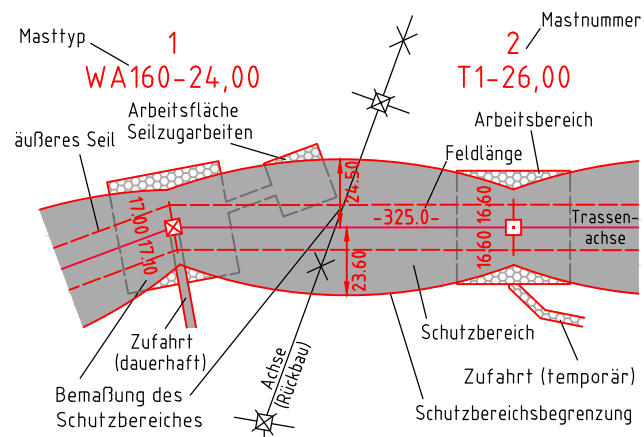 Masttyp
1
WA160-24,00
2
T1-26,00
Mastnummer
Arbeitsfläche
Seilzugarbeiten
äußeres Seil
Arbeitsbereich
Feldlänge
24.50
-325.0-
23.60
17.00
17.10
16.60
16.60
Trassen-
achse
Zufahrt
(dauerhaft)
Achse
(Rückbau)
Schutzbereich
Zufahrt (temporär)
Bemaßung des
Schutzbereiches
Schutzbereichsbegrenzung